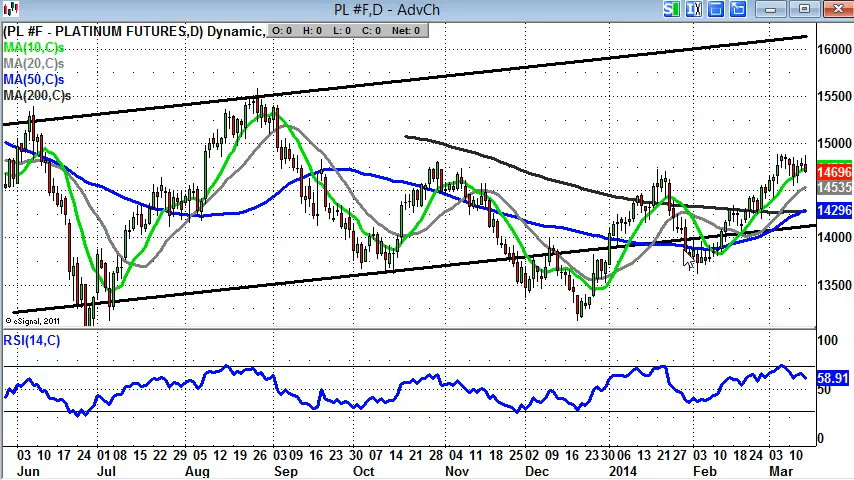 PL #F,D - AdvCh
(PL #F - PLATINUM FUTURES,D) Dynamic, O: 0 H: 0 L: 0 C: 0 Net: 0
MA(10,C)s
MA(20,C)s
MA(50,C)s
MA(200,C)s
16000
15500
15000
14696
14535
14296
14000
13500
© eSignal, 2011
RSI(14,C)
100
58.91
50
0
03 10 17 24 01 08 15 22 29 05 12 19 26 03 09 16 23 30 07 14 21 28 04 11 18 25 02 09 16 23 30 06 13 21 27 03 10 18 24 03 10
Jun Jul Aug Sep Oct Nov Dec 2014 Feb Mar